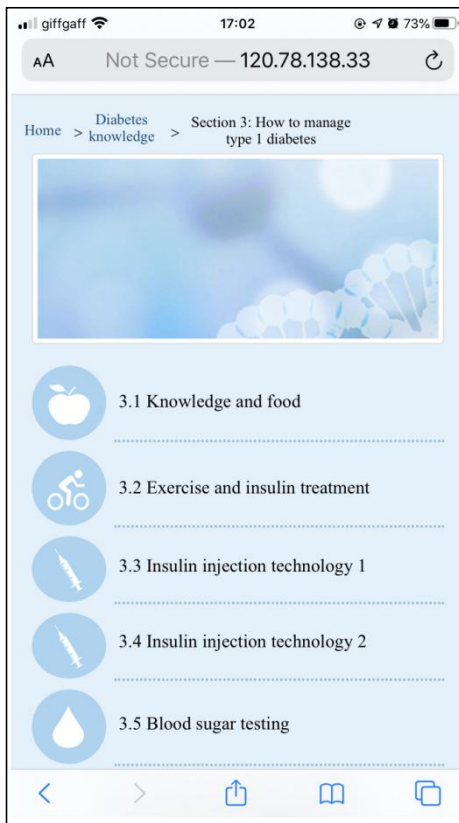 giffgaff 17:02 73%
AA Not Secure — 120.78.138.33
Home > Diabetes knowledge > Section 3: How to manage type 1 diabetes
3.1 Knowledge and food
3.2 Exercise and insulin treatment
3.3 Insulin injection technology 1
3.4 Insulin injection technology 2
3.5 Blood sugar testing